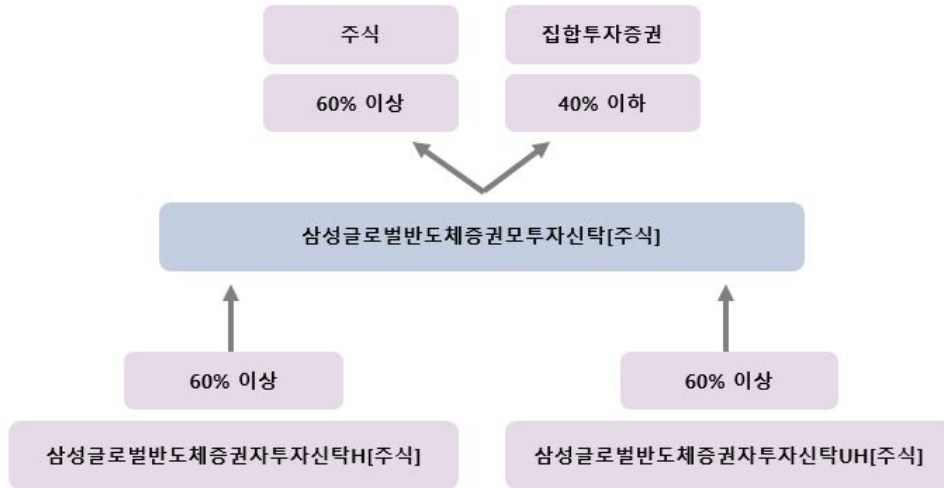 주식
집합투자증권
60% 이상
40% 이하
삼성글로벌반도체증권모투자신탁[주식]
60% 이상
60% 이상
삼성글로벌반도체증권자투자신탁H[주식]
삼성글로벌반도체증권자투자신탁UH[주식]